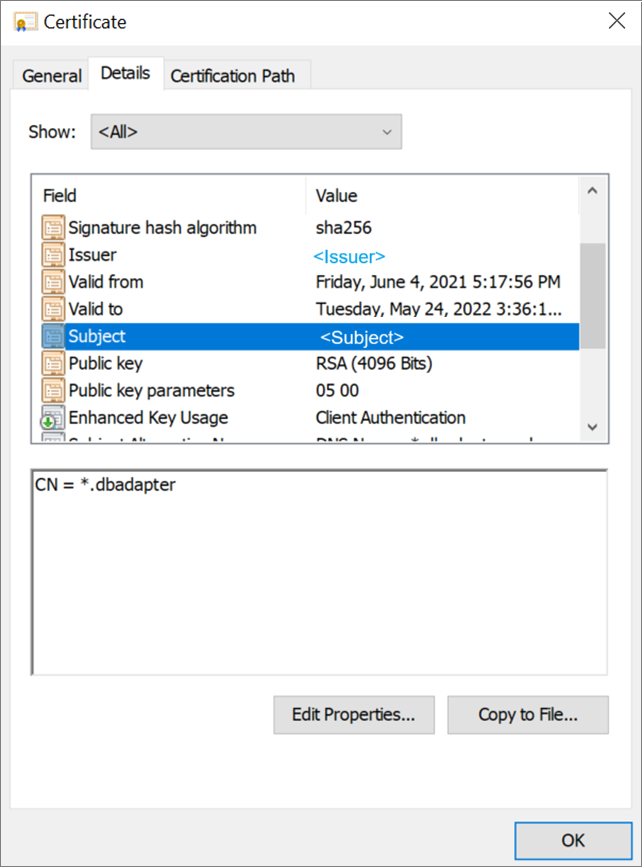 Certificate
General Details Certification Path
Show: <All>
Field Value
Signature hash algorithm sha256
Issuer <Issuer>
Valid from Friday, June 4, 2021 5:17:56 PM
Valid to Tuesday, May 24, 2022 3:36:1...
Subject <Subject>
Public key RSA (4096 Bits)
Public key parameters 05 00
Enhanced Key Usage Client Authentication
CN = *.dbadapter
Edit Properties... Copy to File...
OK